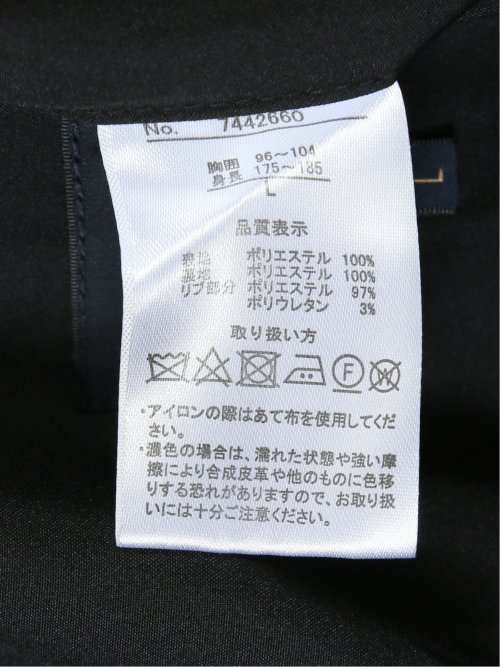 No. 7442660
胸囲 96～104
身長 175～185
L
品質表示
表地 ポリエステル 100%
裏地 ポリエステル 100%
リブ部分 ポリエステル 97%
ポリウレタン 3%
取り扱い方
F W
・アイロンの際はあて布を使用してくだ
さい。
・濃色の場合は、濡れた状態や強い摩
擦により合成皮革や他のものに色移
りする恐れがありますので、お取り扱
いには十分ご注意ください。